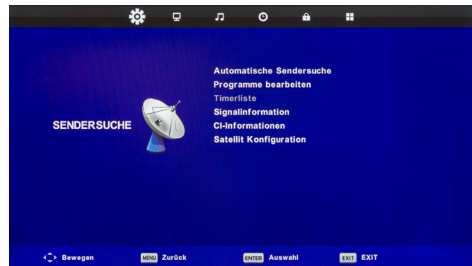 Automatische Sendersuche
Programme bearbeiten
Timerliste
SENDERSUCHE
Signalinformation
CI-Informationen
Satellit Konfiguration
Bewegen
MENU Zurück
ENTER Auswahl
EXIT EXIT